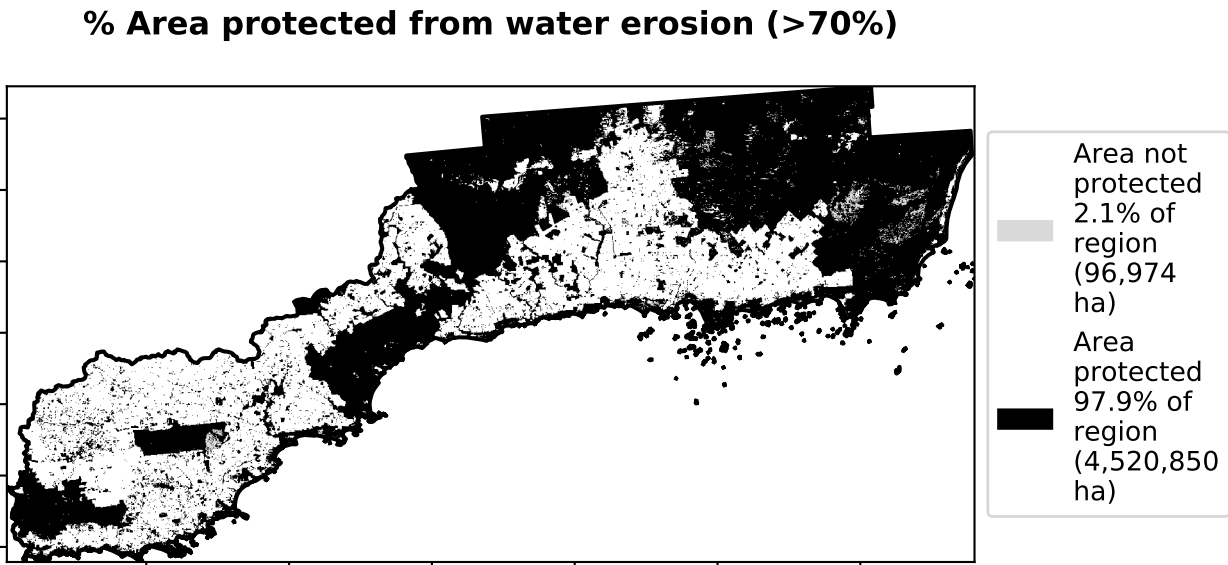 % Area protected from water erosion (>70%)
Area not
protected
2.1% of
region
(96,974
ha)
Area
protected
97.9% of
region
(4,520,850
ha)